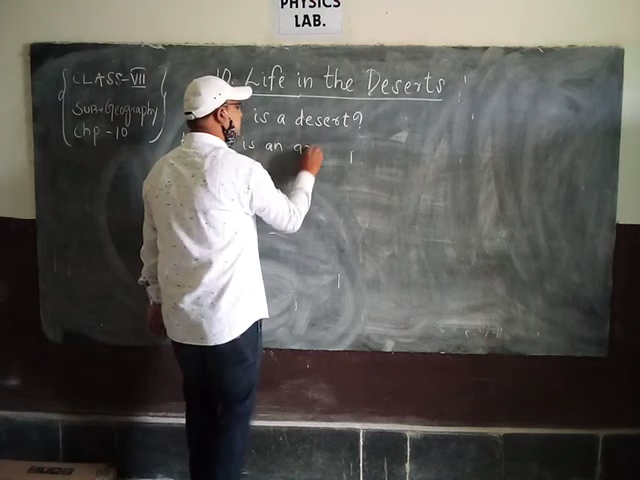 PHYSICS
LAB.
CLASS-VII
Sub-Geography
Chp-10
10. Life in the Deserts
is a desert?
is an